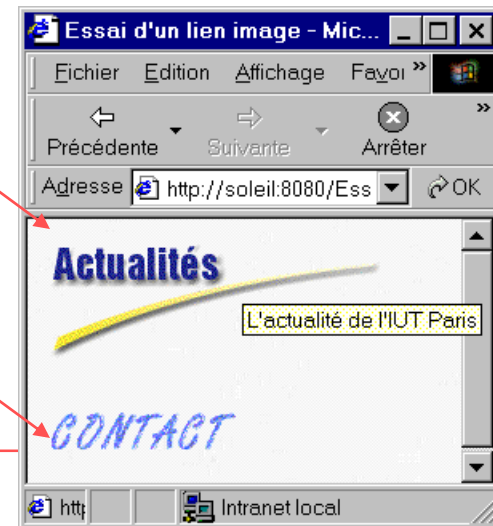 Essai d'un lien image - Mic...
Fichier Edition Affichage Favoi »
Précédente Suivante Arrêter »
Adresse http://soleil:8080/Ess OK
Actualités
L'actualité de l'IUT Paris
CONTACT
http Intranet local